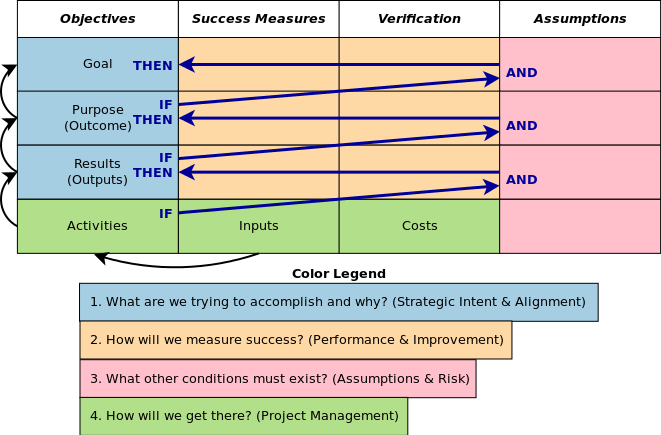 Objectives
Success Measures
Verification
Assumptions
Goal
THEN
AND
Purpose
(Outcome)
IF
THEN
AND
Results
(Outputs)
IF
THEN
AND
Activities
IF
Inputs
Costs
Color Legend
1. What are we trying to accomplish and why? (Strategic Intent & Alignment)
2. How will we measure success? (Performance & Improvement)
3. What other conditions must exist? (Assumptions & Risk)
4. How will we get there? (Project Management)